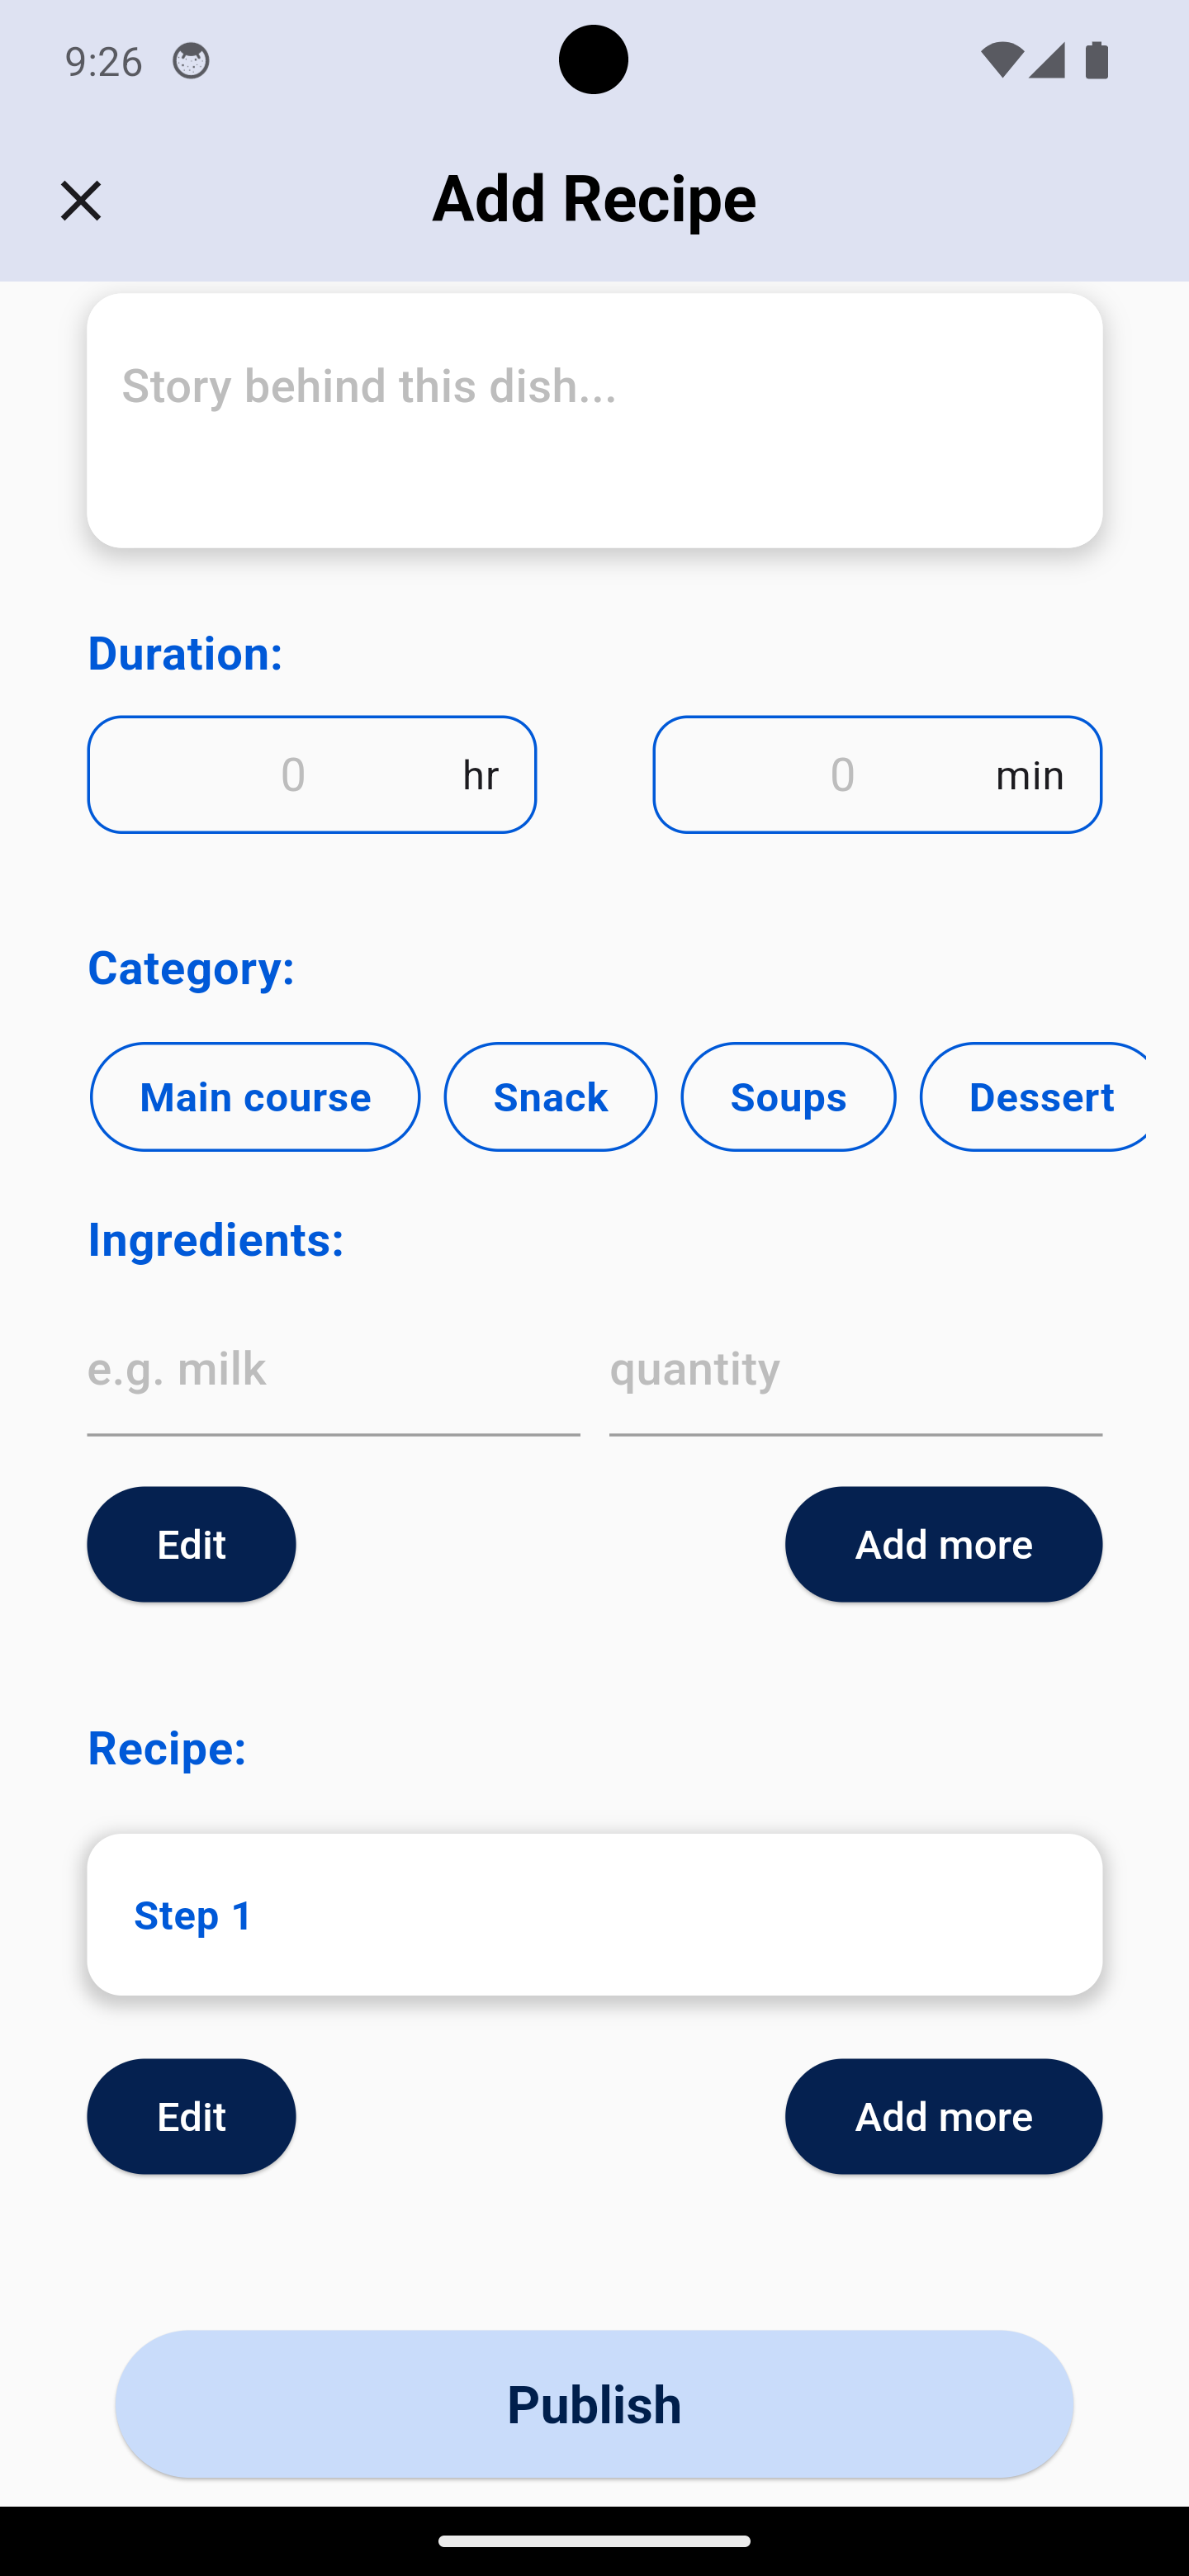 9:26
Add Recipe
Story behind this dish...
Duration:
0 hr 0 min
Category:
Main course Snack Soups Dessert
Ingredients:
e.g. milk quantity
Edit Add more
Recipe:
Step 1
Edit Add more
Publish